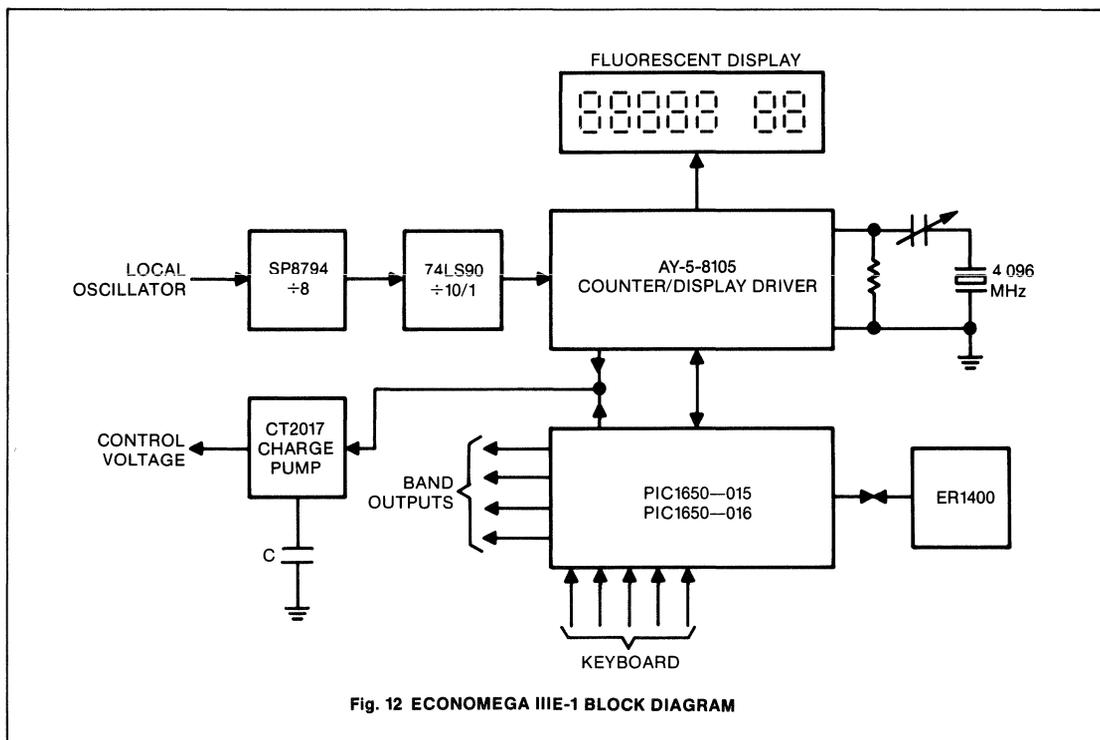 FLUORESCENT DISPLAY
LOCAL
OSCILLATOR
SP8794
÷8
74LS90
÷10/1
AY-5-8105
COUNTER/DISPLAY DRIVER
4 096
MHz
CONTROL
VOLTAGE
CT2017
CHARGE
PUMP
C
BAND
OUTPUTS
PIC1650—015
PIC1650—016
ER1400
KEYBOARD
Fig. 12 ECONOMEGA IIIE-1 BLOCK DIAGRAM